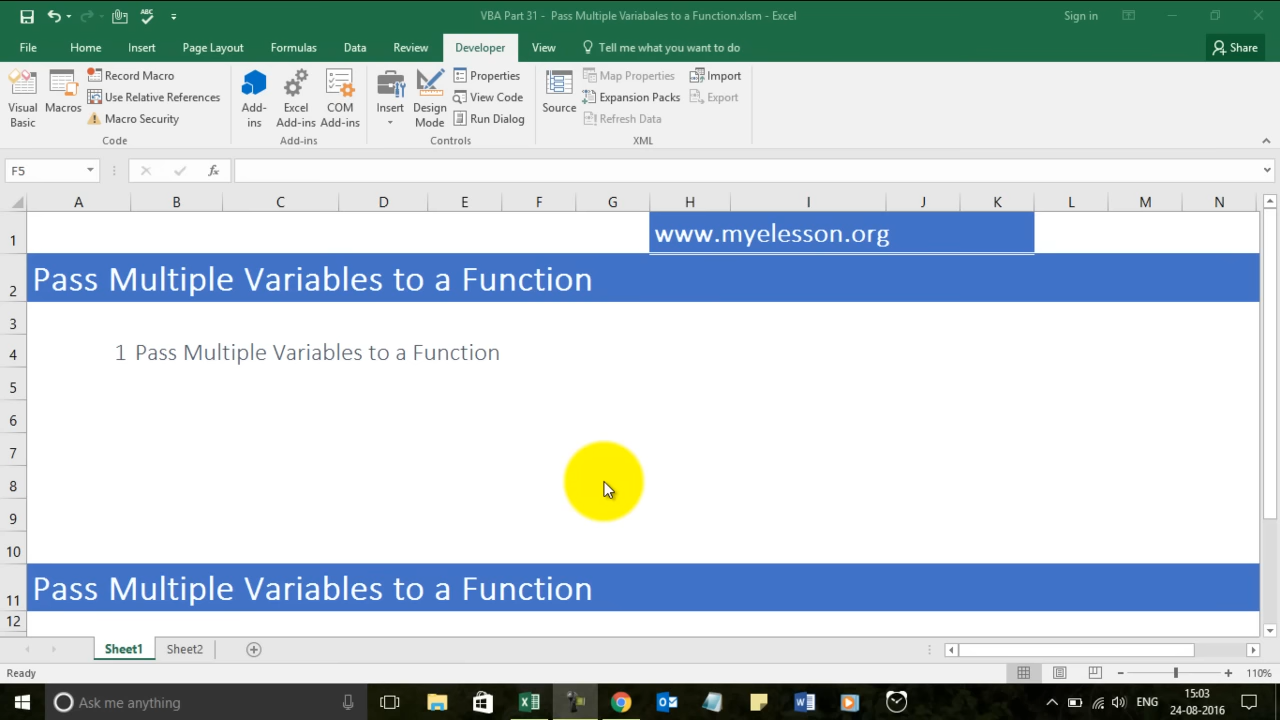 VBA Part 31 - Pass Multiple Variabales to a Function.xlsm - Excel
Sign in
File Home Insert Page Layout Formulas Data Review Developer View Tell me what you want to do Share
Visual Basic
Macros
Record Macro
Use Relative References
Macro Security
Code
Add-ins
Excel Add-ins
COM Add-ins
Add-ins
Insert
Design Mode
Properties
View Code
Run Dialog
Controls
Source
Map Properties
Expansion Packs
Refresh Data
Import
Export
XML
F5
fx
A B C D E F G H I J K L M N
1 www.myelesson.org
2 Pass Multiple Variables to a Function
3
4 1 Pass Multiple Variables to a Function
5
6
7
8
9
10
11 Pass Multiple Variables to a Function
12
Sheet1 Sheet2
Ready
110%
Ask me anything
ENG
15:03
24-08-2016